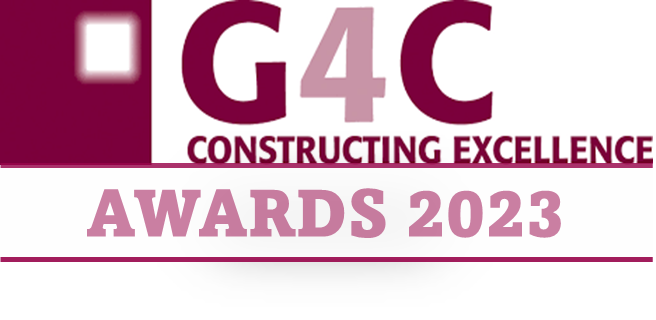 G4C
CONSTRUCTING EXCELLENCE
AWARDS 2023